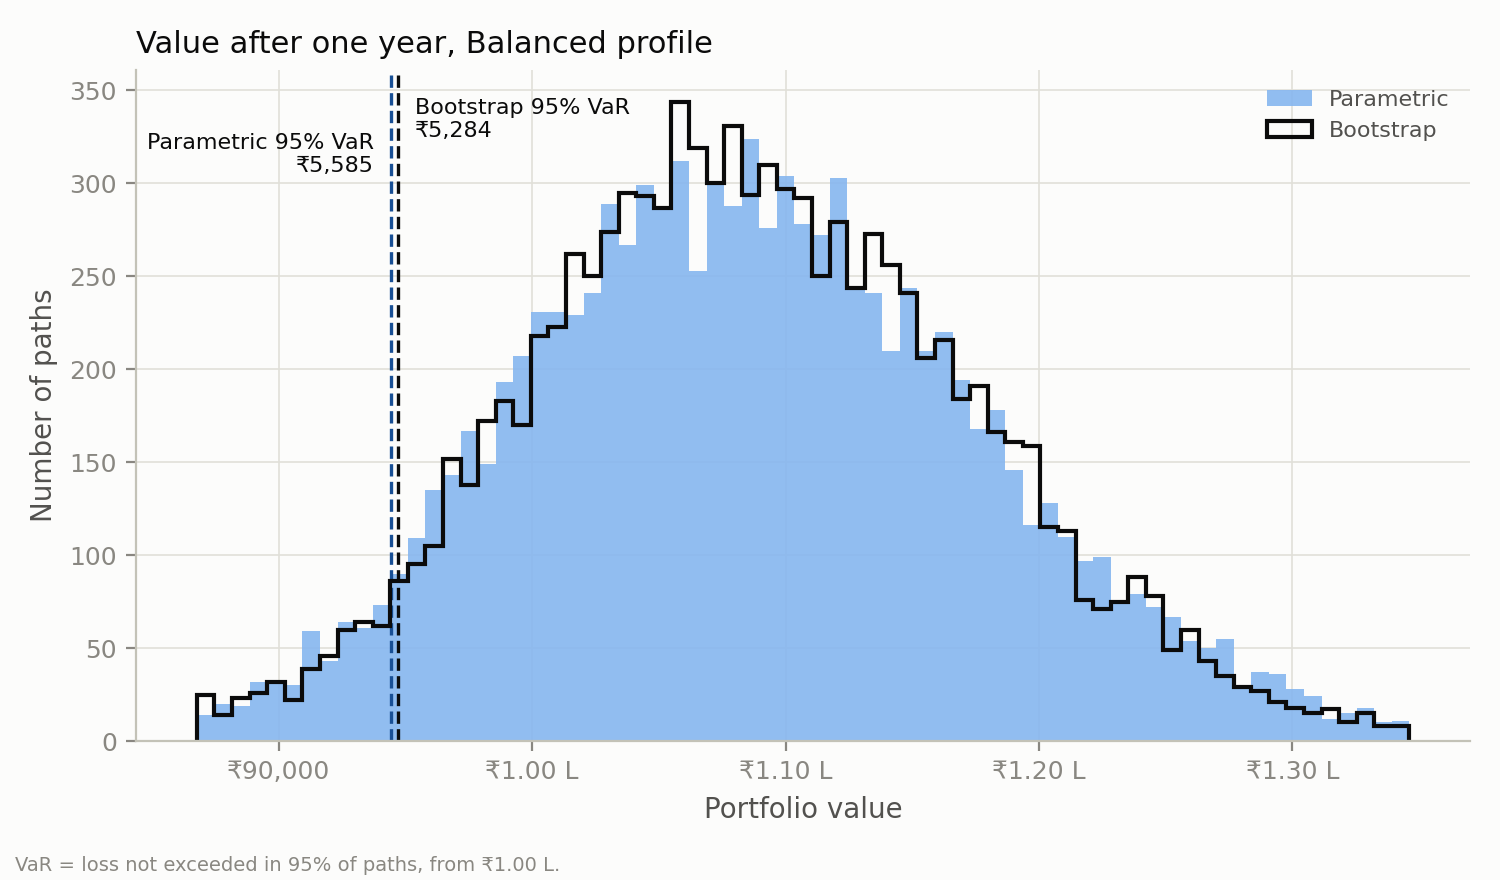 Value after one year, Balanced profile
Parametric 95% VaR
₹5,585
Bootstrap 95% VaR
₹5,284
Parametric
Bootstrap
Number of paths
350
300
250
200
150
100
50
0
₹90,000
₹1.00 L
₹1.10 L
₹1.20 L
₹1.30 L
Portfolio value
VaR = loss not exceeded in 95% of paths, from ₹1.00 L.